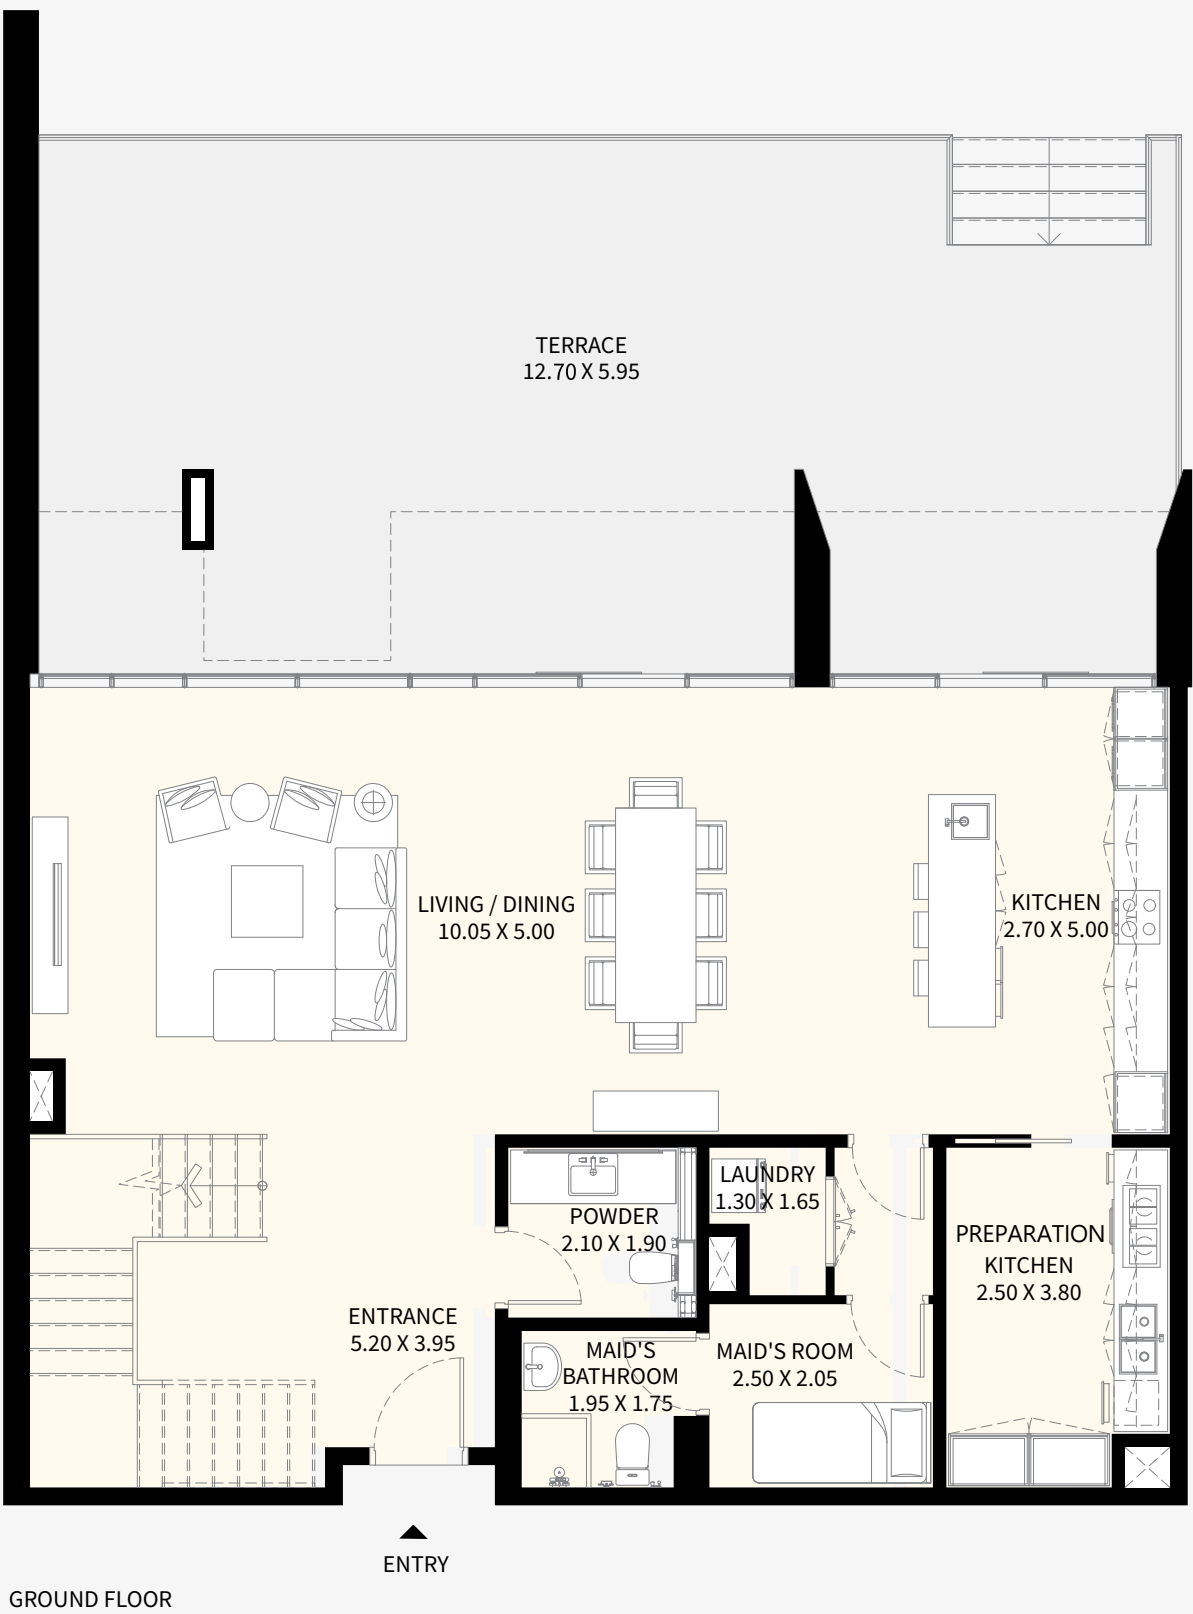 TERRACE
12.70 X 5.95
LIVING / DINING
10.05 X 5.00
KITCHEN
2.70 X 5.00
LAUNDRY
1.30 X 1.65
POWDER
2.10 X 1.90
PREPARATION
KITCHEN
2.50 X 3.80
ENTRANCE
5.20 X 3.95
MAID'S
BATHROOM
1.95 X 1.75
MAID'S ROOM
2.50 X 2.05
ENTRY
GROUND FLOOR